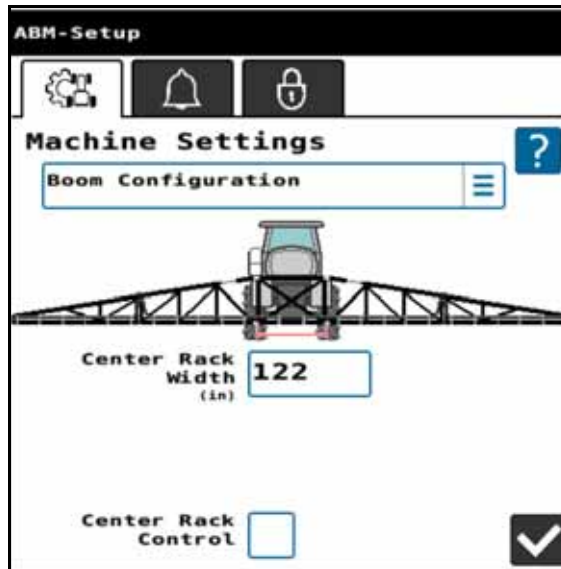 ABM-Setup
Machine Settings
?
Boom Configuration
Center Rack
Width
(in)
122
Center Rack
Control